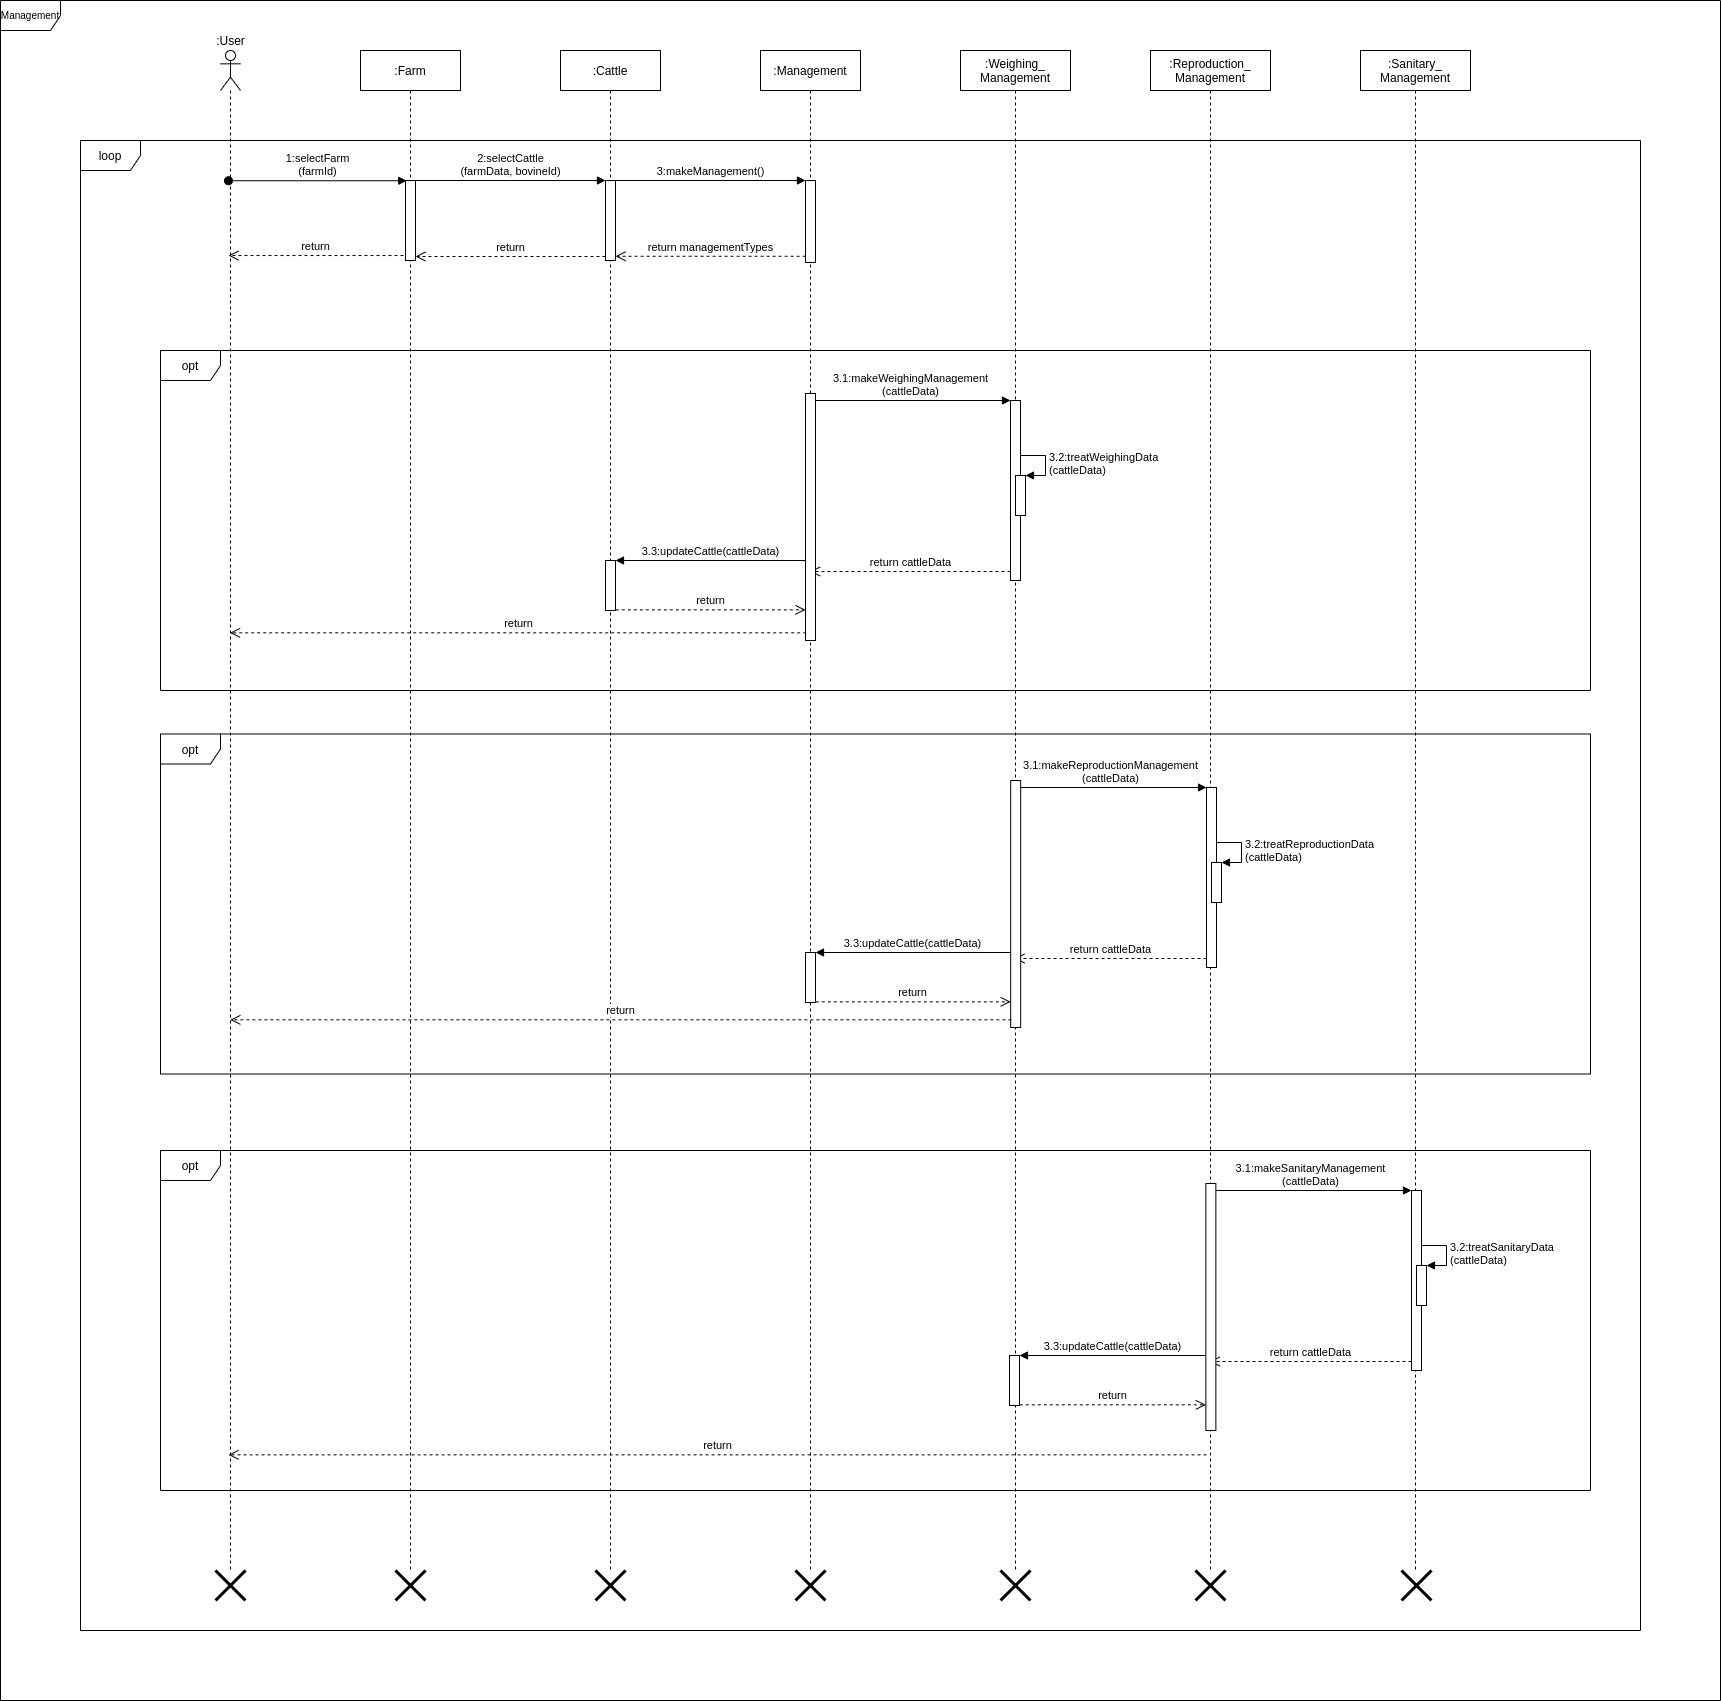 Management
:User
:Farm
:Cattle
:Management
:Weighing_
Management
:Reproduction_
Management
:Sanitary_
Management
loop
1:selectFarm
(farmId)
2:selectCattle
(farmData, bovineId)
3:makeManagement()
return
return
return managementTypes
opt
3.1:makeWeighingManagement
(cattleData)
3.2:treatWeighingData
(cattleData)
3.3:updateCattle(cattleData)
return cattleData
return
return
opt
3.1:makeReproductionManagement
(cattleData)
3.2:treatReproductionData
(cattleData)
3.3:updateCattle(cattleData)
return cattleData
return
return
opt
3.1:makeSanitaryManagement
(cattleData)
3.2:treatSanitaryData
(cattleData)
3.3:updateCattle(cattleData)
return cattleData
return
return